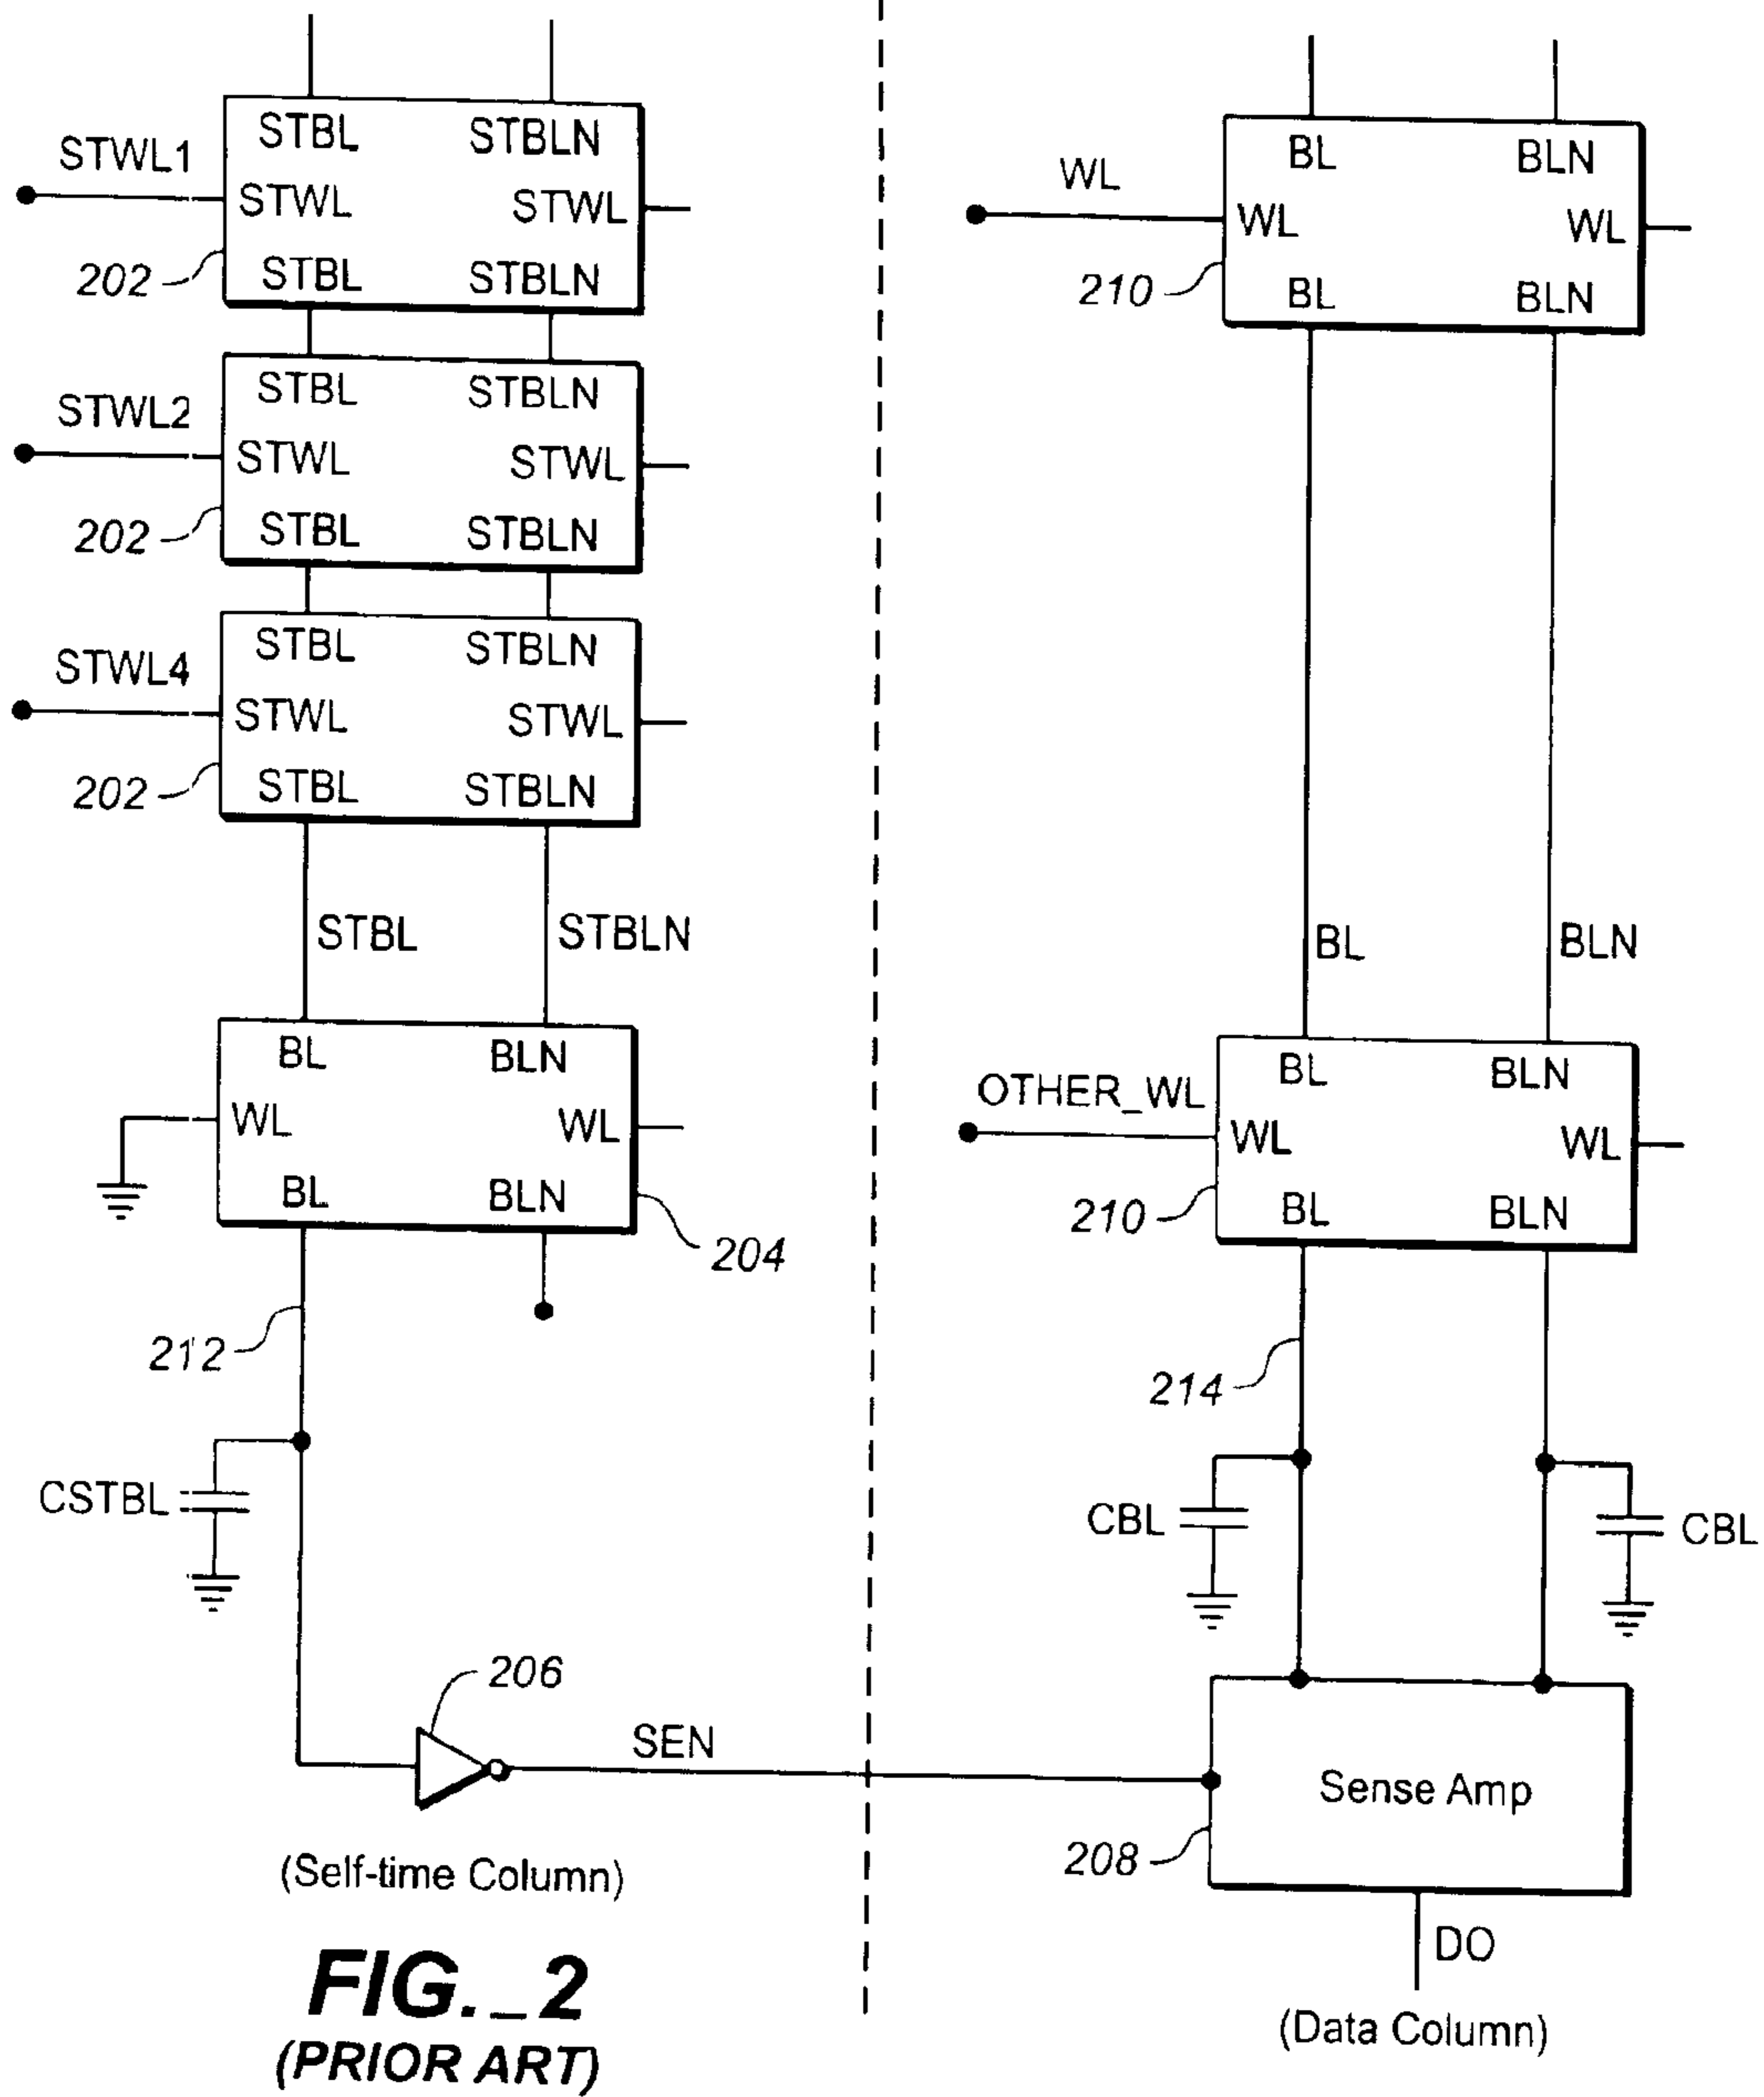 STBL STBLN
STWL1
STWL STWL
STBL STBLN
202
STBL STBLN
STWL2
STWL STWL
STBL STBLN
202
STBL STBLN
STWL4
STWL STWL
STBL STBLN
202
STBL STBLN
BL BLN
WL WL
BL BLN
204
212
CSTBL
206
SEN
(Self-time Column)
FIG._2
(PRIOR ART)
BL BLN
WL
WL WL
BL BLN
210
BL BLN
BL BLN
OTHER_WL
WL WL
BL BLN
210
214
CBL CBL
Sense Amp
208
DO
(Data Column)